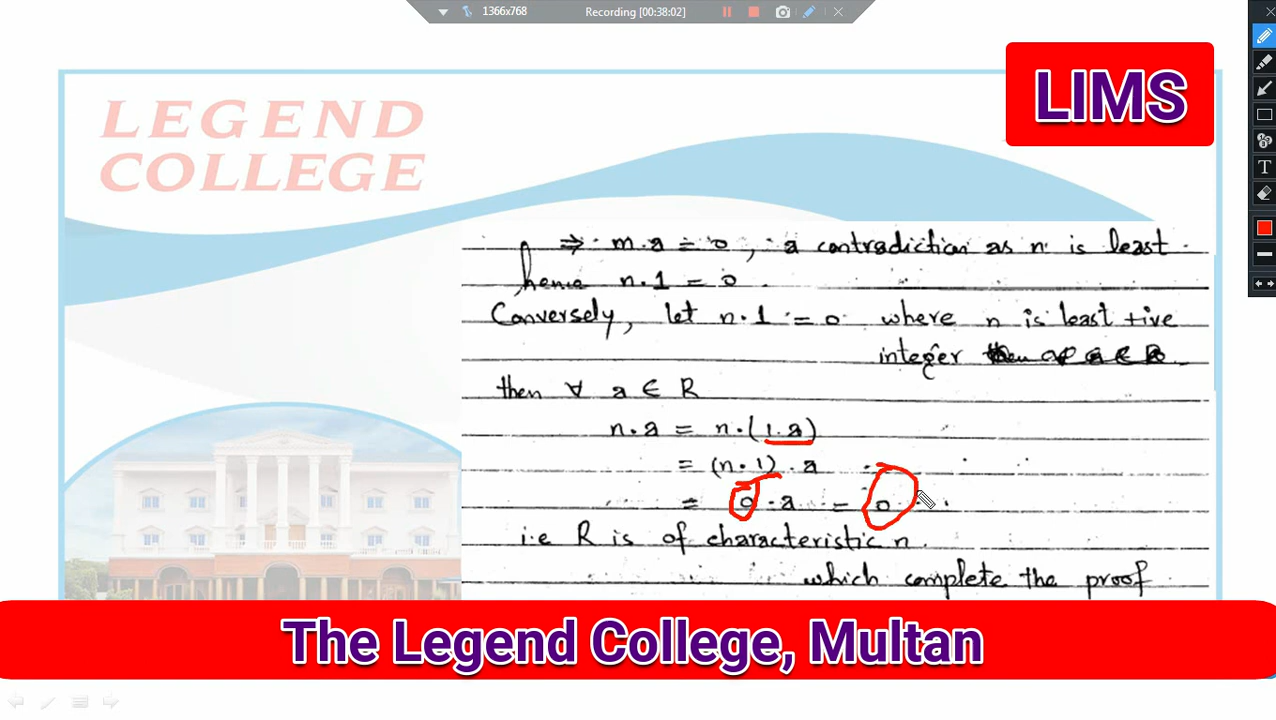 1366x768
Recording [00:38:02]
LIMS
LEGEND
COLLEGE
⇒ m.a = 0, a contradiction as n is least
hence n.1 = 0
Conversely, let n.1 = 0 where n is least +ive
integer
then ∀ a ∈ R
n.a = n.(1.a)
= (n.1).a
= 0.a = 0
i.e R is of characteristic n.
which complete the proof
The Legend College, Multan